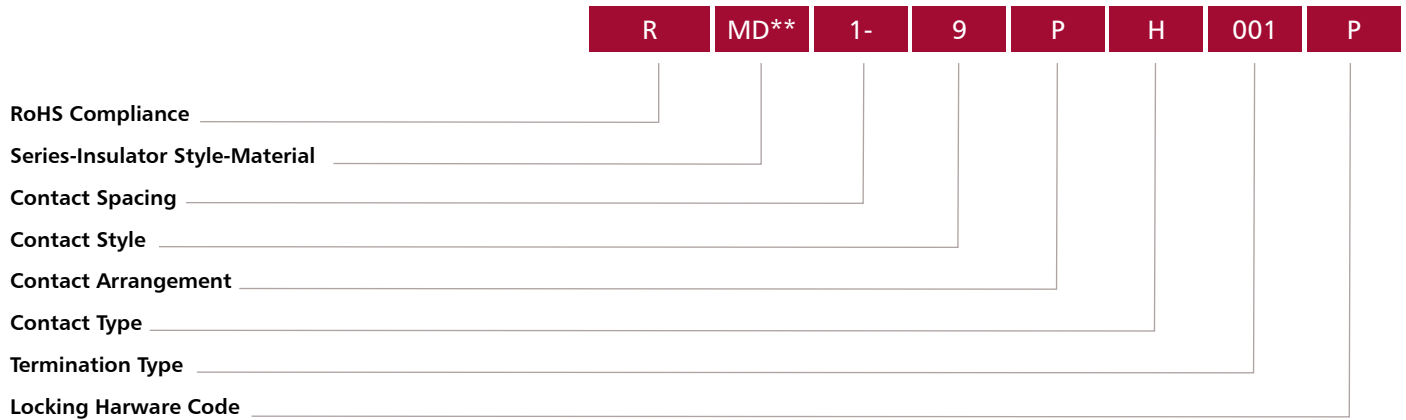 R MD** 1- 9 P H 001 P
RoHS Compliance
Series-Insulator Style-Material
Contact Spacing
Contact Style
Contact Arrangement
Contact Type
Termination Type
Locking Harware Code